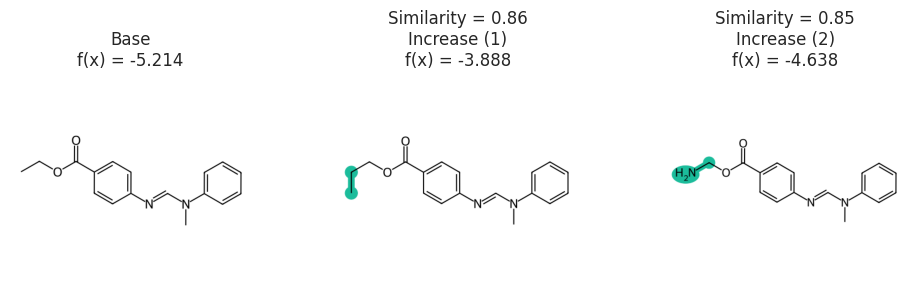 Base
f(x) = -5.214
Similarity = 0.86
Increase (1)
f(x) = -3.888
Similarity = 0.85
Increase (2)
f(x) = -4.638
O
O
N
N
O
O
N
N
H2N
O
O
N
N